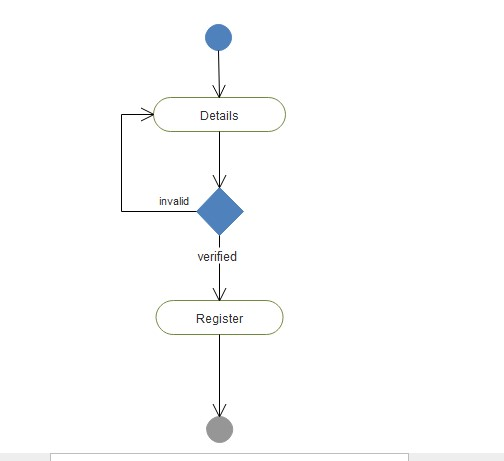 Details
invalid
verified
Register